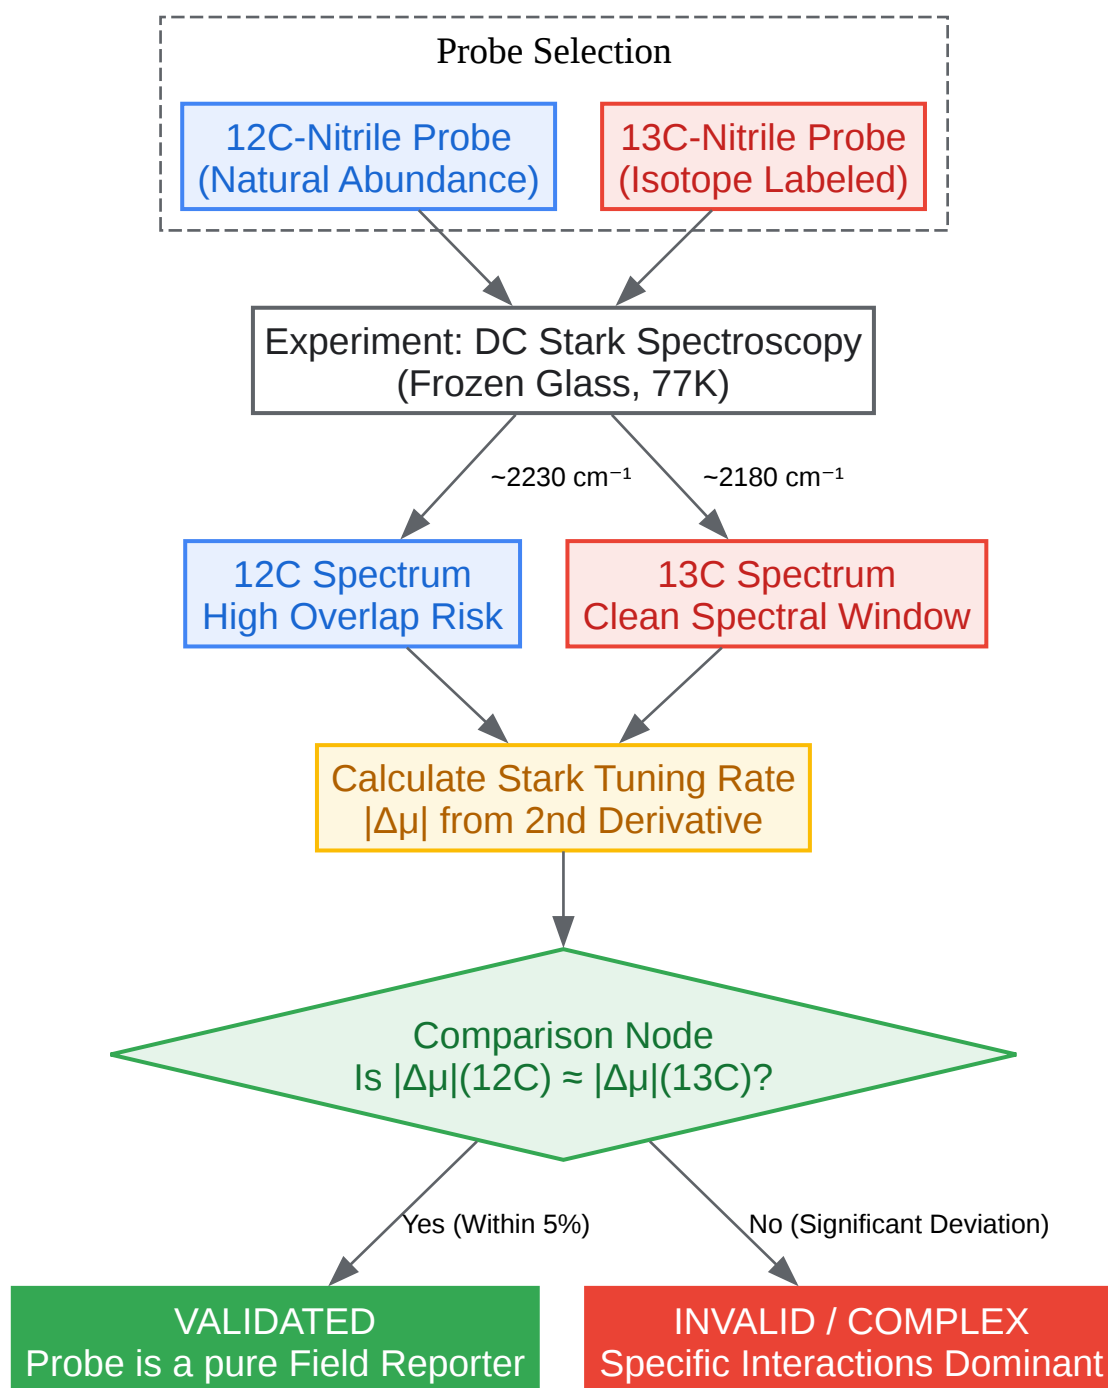 Probe Selection
12C-Nitrile Probe
(Natural Abundance)
13C-Nitrile Probe
(Isotope Labeled)
Experiment: DC Stark Spectroscopy
(Frozen Glass, 77K)
~2230 cm⁻¹
~2180 cm⁻¹
12C Spectrum
High Overlap Risk
13C Spectrum
Clean Spectral Window
Calculate Stark Tuning Rate
|Δμ| from 2nd Derivative
Comparison Node
Is |Δμ|(12C) ≈ |Δμ|(13C)?
Yes (Within 5%)
No (Significant Deviation)
VALIDATED
Probe is a pure Field Reporter
INVALID / COMPLEX
Specific Interactions Dominant